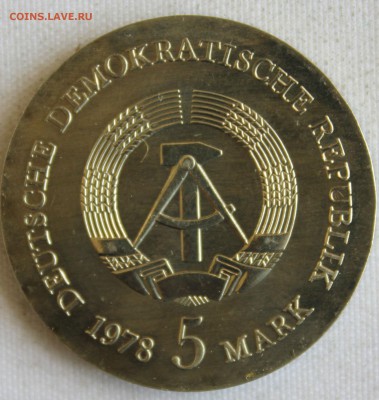 COINS.LAVE.RU
DEUTSCHE DEMOKRATISCHE REPUBLIK
1978 5 MARK